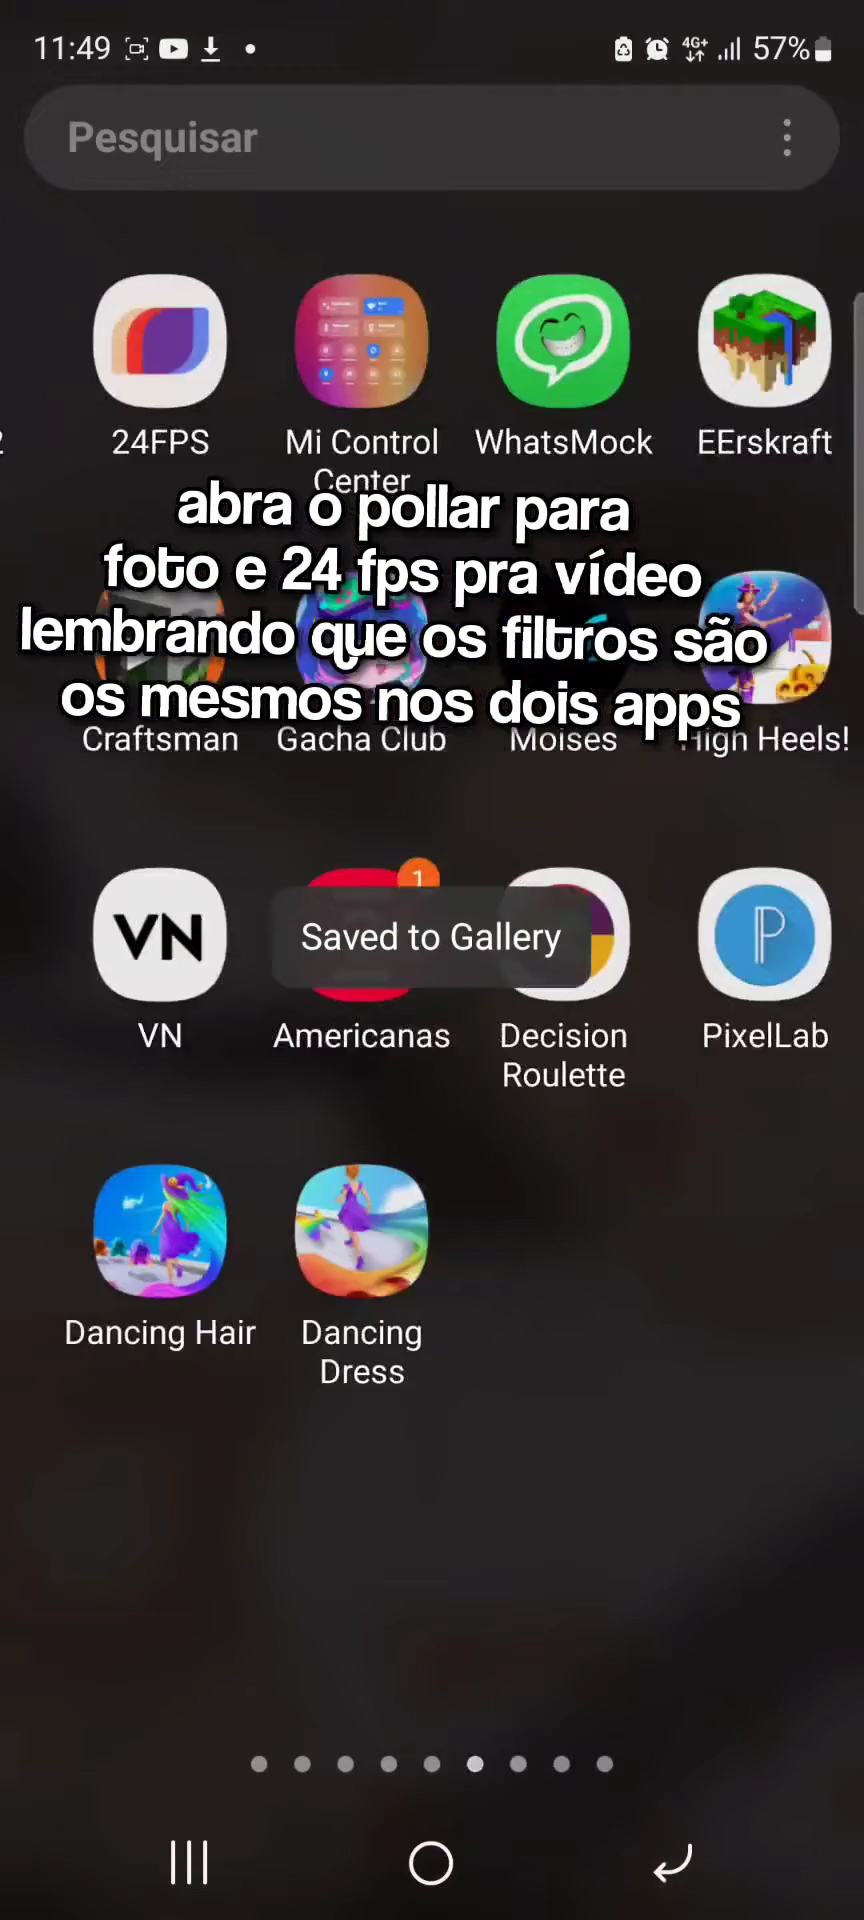 11:49
4G+
57%
Pesquisar
24FPS
Mi Control
Center
WhatsMock
EErskraft
abra o pollar para
foto e 24 fps pra vídeo
lembrando que os filtros são
os mesmos nos dois apps
Craftsman
Gacha Club
Moises
High Heels!
VN
1
Saved to Gallery
P
VN
Americanas
Decision
Roulette
PixelLab
Dancing Hair
Dancing
Dress